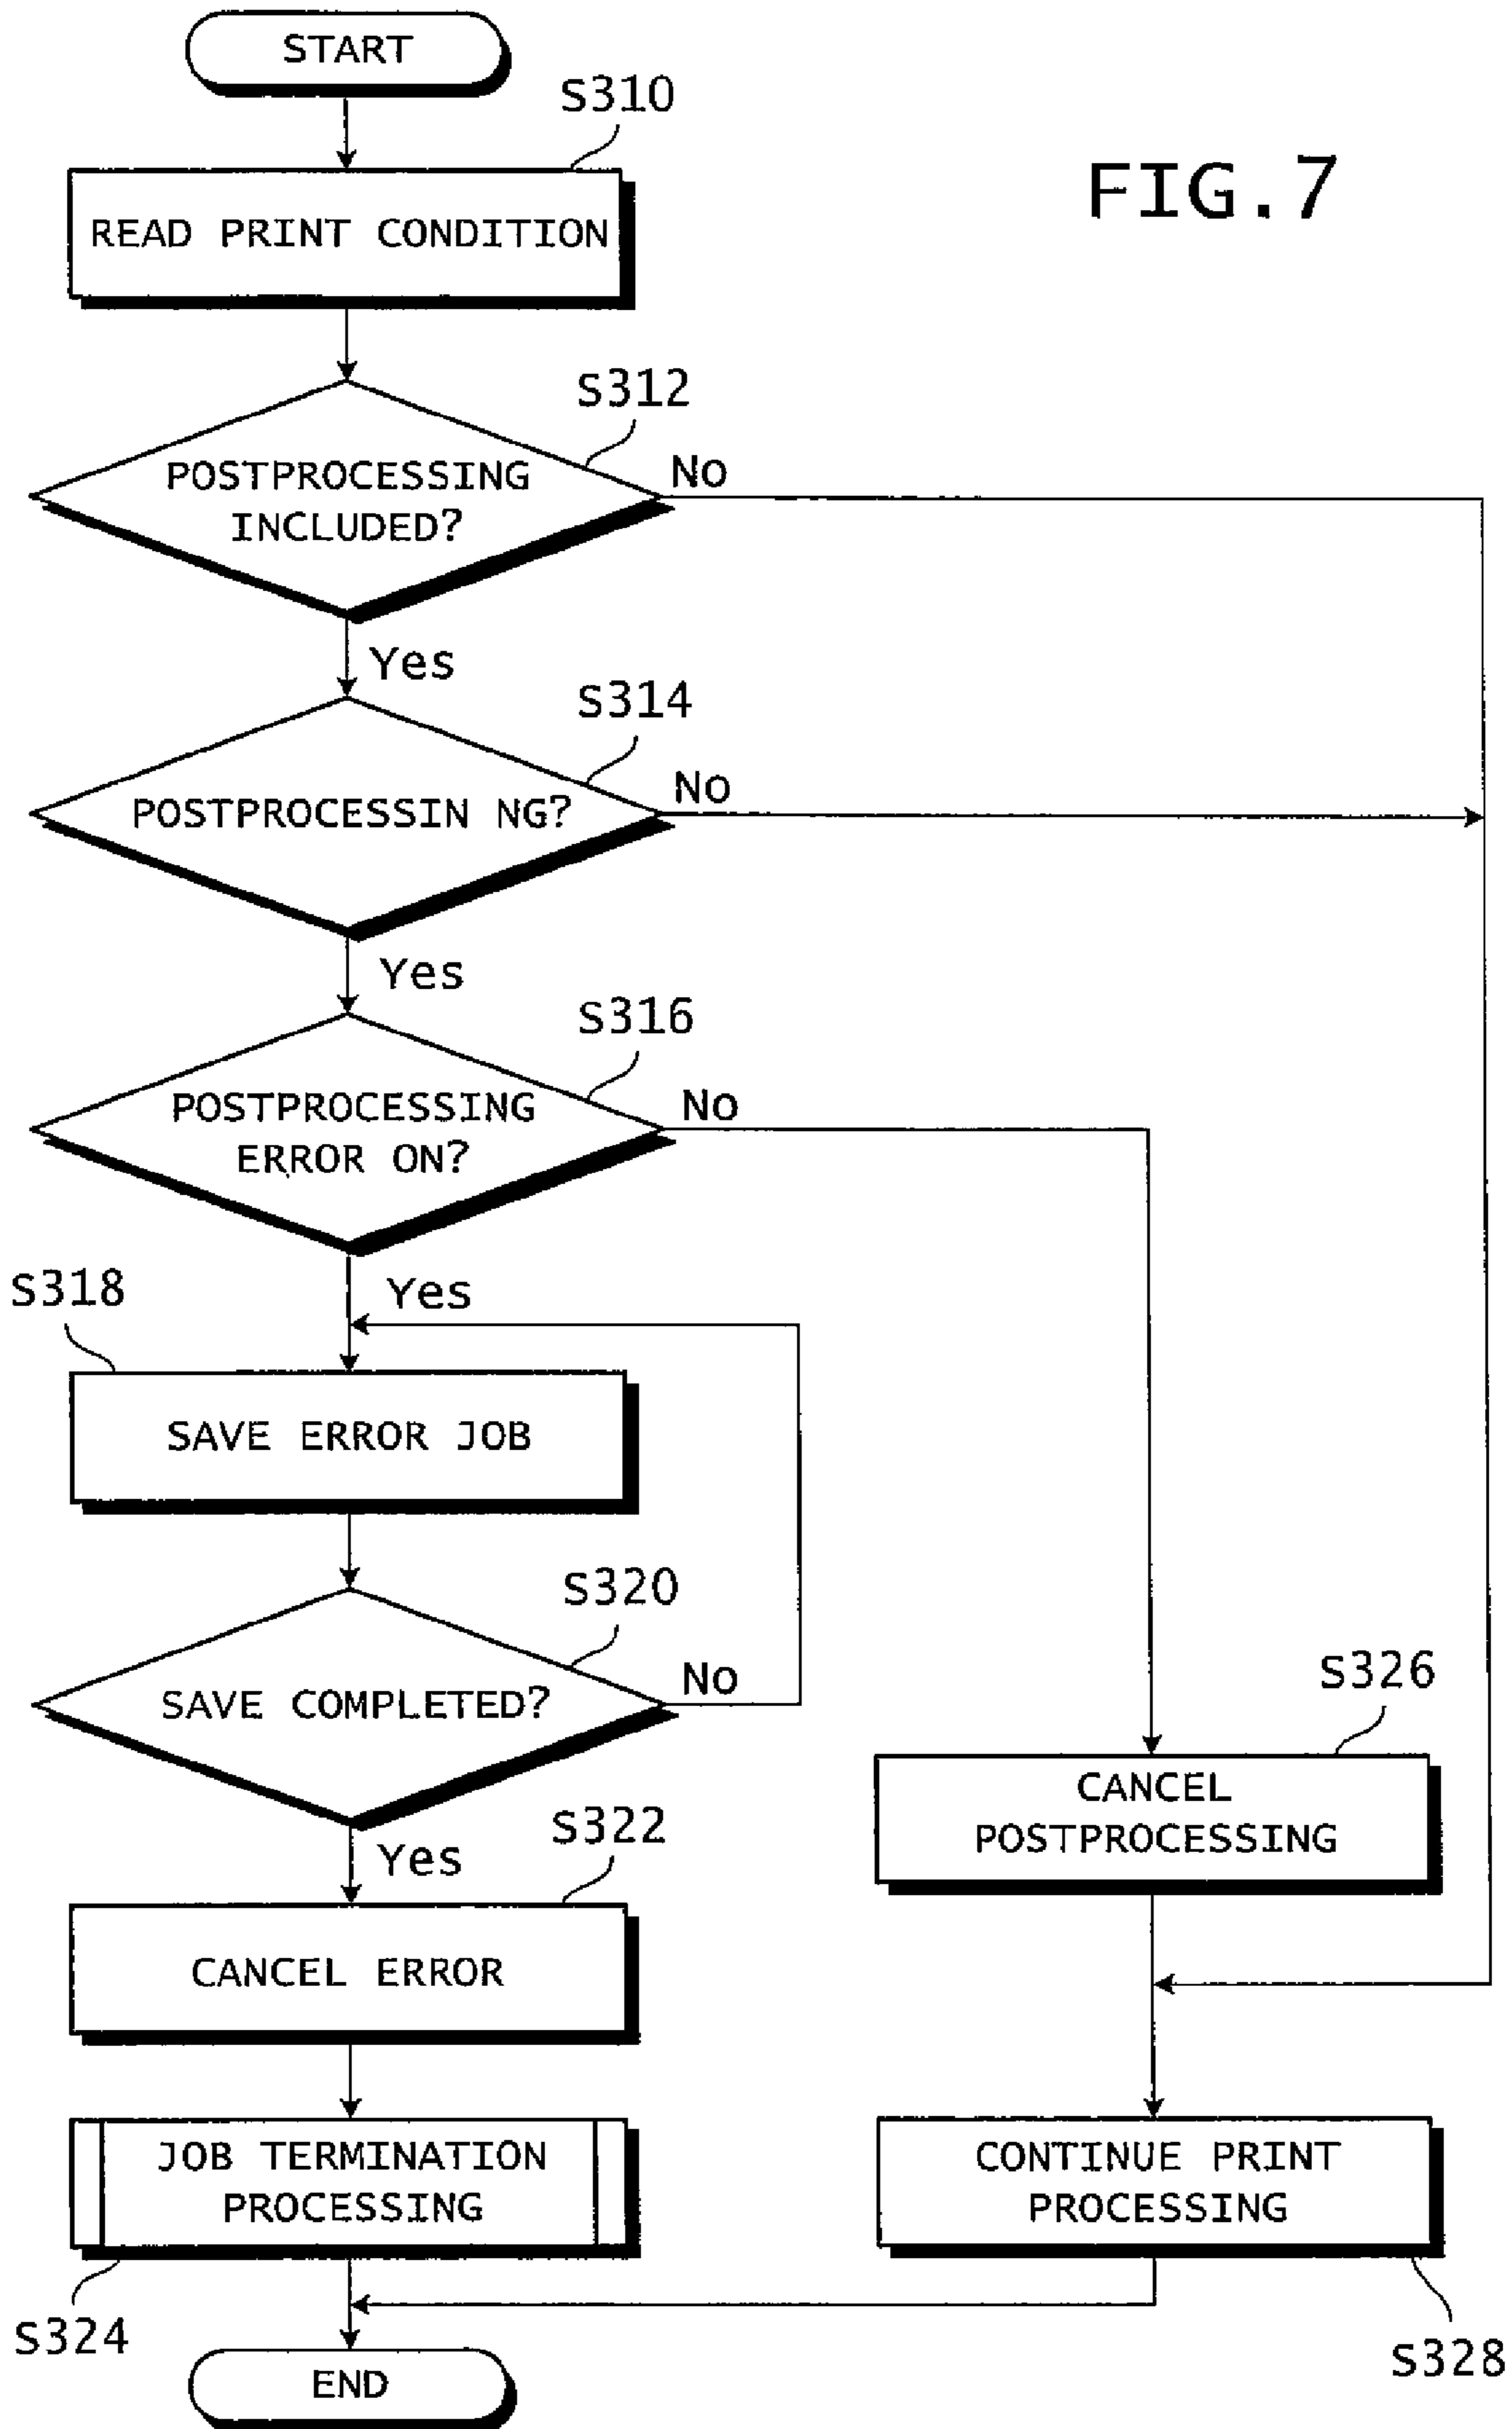 START
S310
FIG.7
READ PRINT CONDITION
S312
POSTPROCESSING
INCLUDED?
No
Yes
S314
POSTPROCESSIN NG?
No
Yes
S316
POSTPROCESSING
ERROR ON?
No
Yes
S318
SAVE ERROR JOB
S320
SAVE COMPLETED?
No
Yes
S326
CANCEL
POSTPROCESSING
S322
CANCEL ERROR
JOB TERMINATION
PROCESSING
CONTINUE PRINT
PROCESSING
S324
S328
END